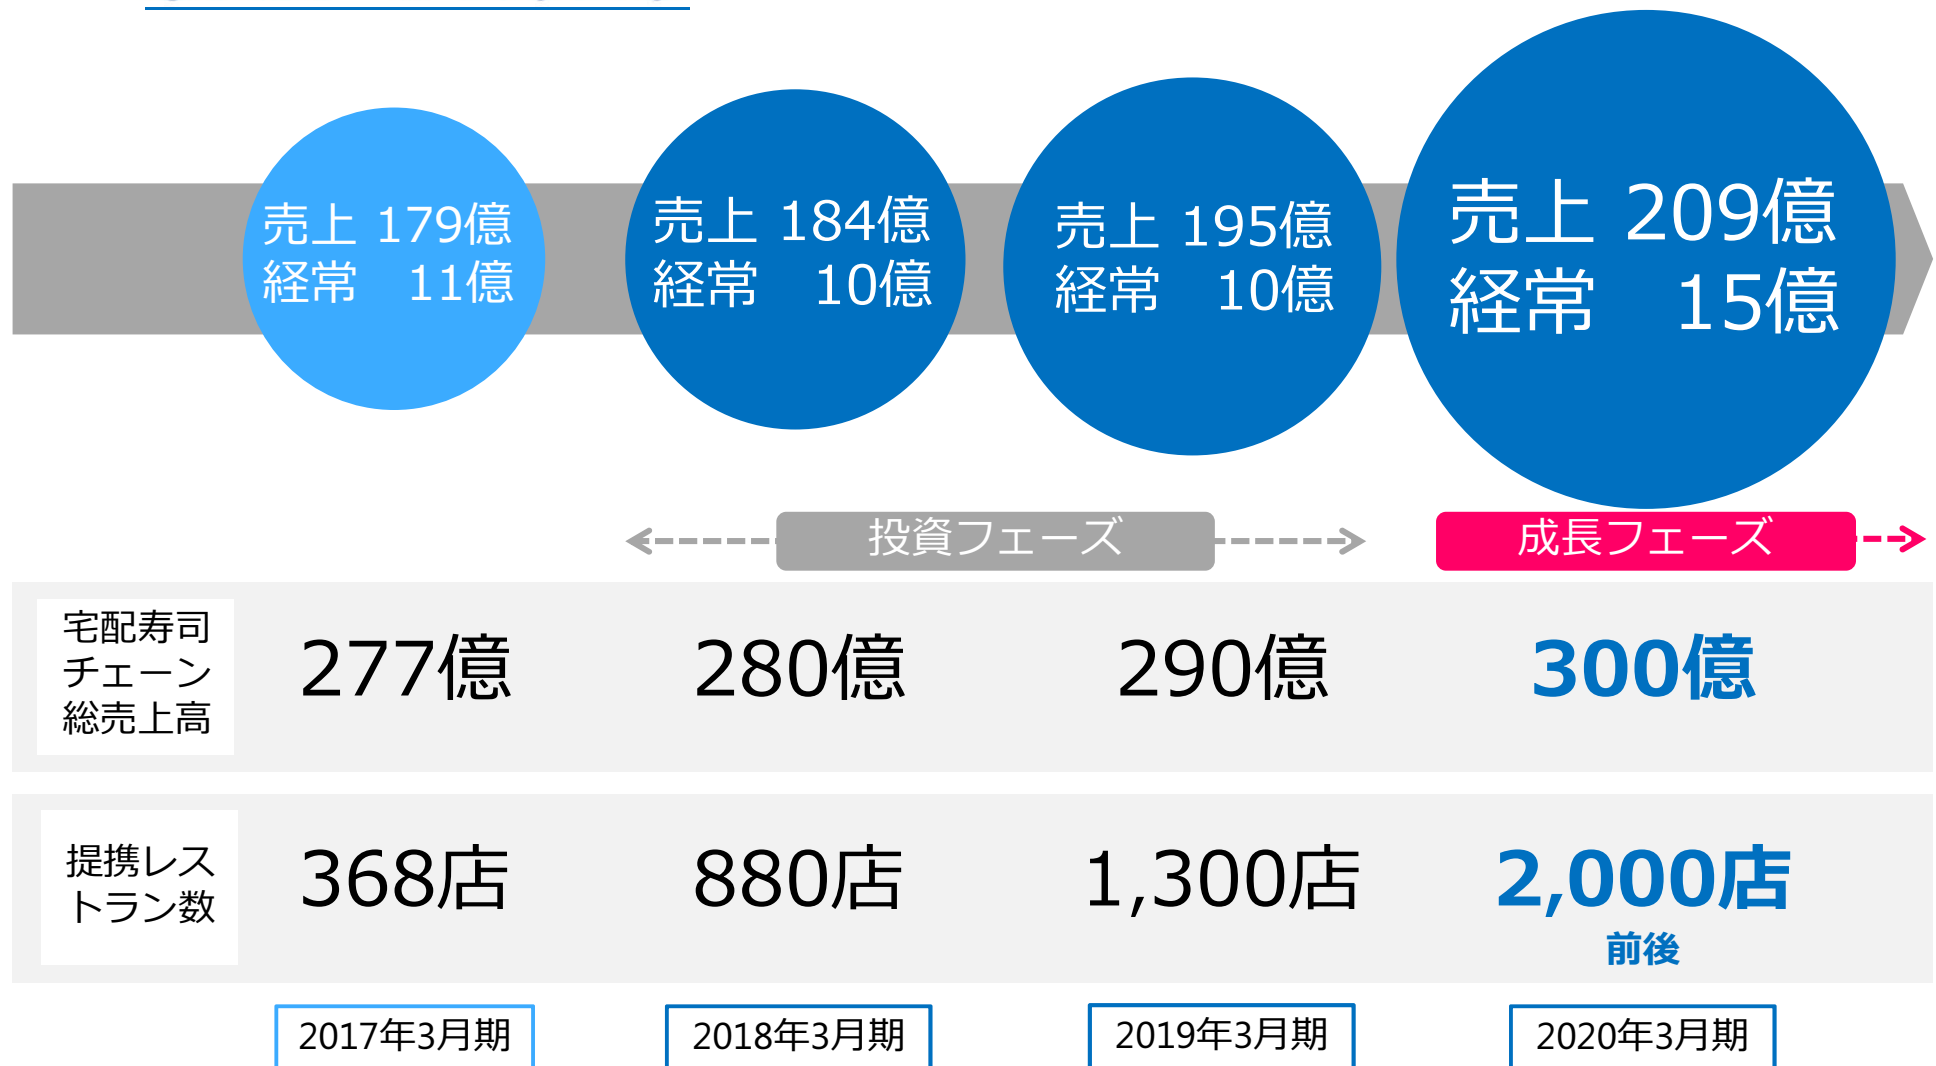 売上 179億
経常　11億
売上 184億
経常　10億
売上 195億
経常　10億
売上 209億
経常　15億
投資フェーズ
成長フェーズ
宅配寿司
チェーン
総売上高
277億
280億
290億
300億
提携レス
トラン数
368店
880店
1,300店
2,000店
前後
2017年3月期
2018年3月期
2019年3月期
2020年3月期